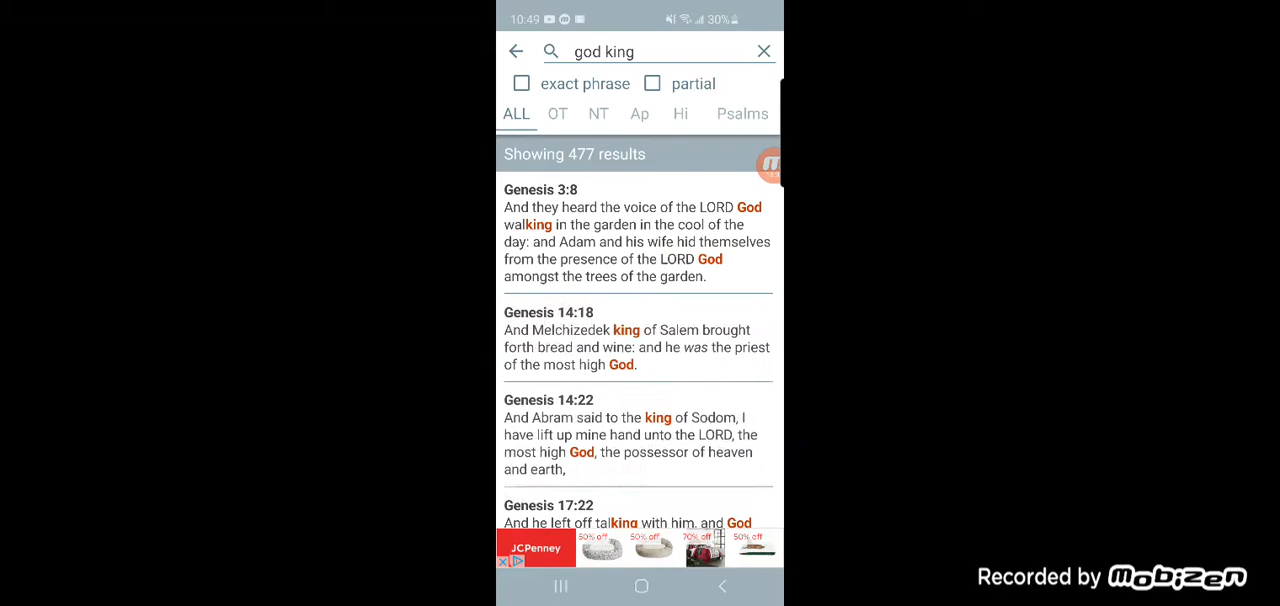 10:49 30%
god king
exact phrase partial
ALL OT NT Ap Hi Psalms
Showing 477 results
Genesis 3:8
And they heard the voice of the LORD God
walking in the garden in the cool of the
day: and Adam and his wife hid themselves
from the presence of the LORD God
amongst the trees of the garden.
Genesis 14:18
And Melchizedek king of Salem brought
forth bread and wine: and he was the priest
of the most high God.
Genesis 14:22
And Abram said to the king of Sodom, I
have lift up mine hand unto the LORD, the
most high God, the possessor of heaven
and earth,
Genesis 17:22
And he left off talking with him, and God
JCPenney 50% off 50% off 70% off 50% off
Recorded by Mobizen